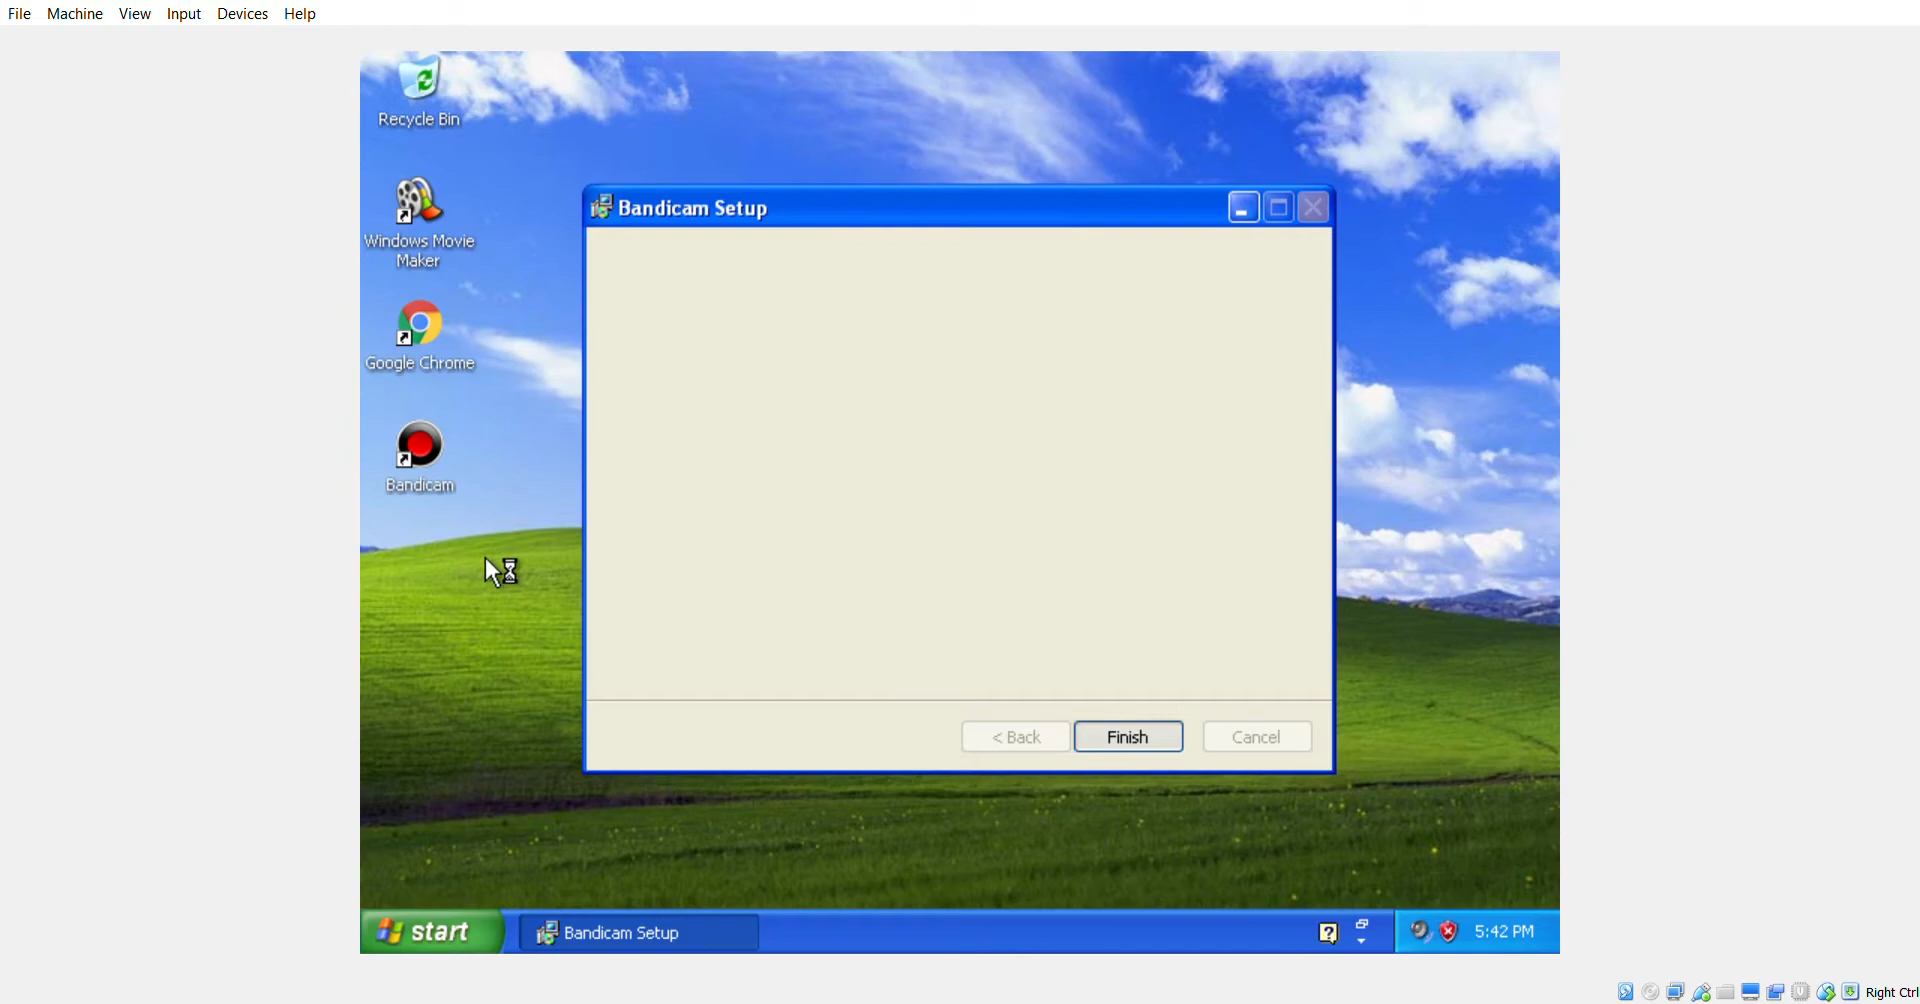 File Machine View Input Devices Help
Recycle Bin
Windows Movie
Maker
Google Chrome
Bandicam
Bandicam Setup
< Back Finish Cancel
start Bandicam Setup ? 5:42 PM
Right Ctrl